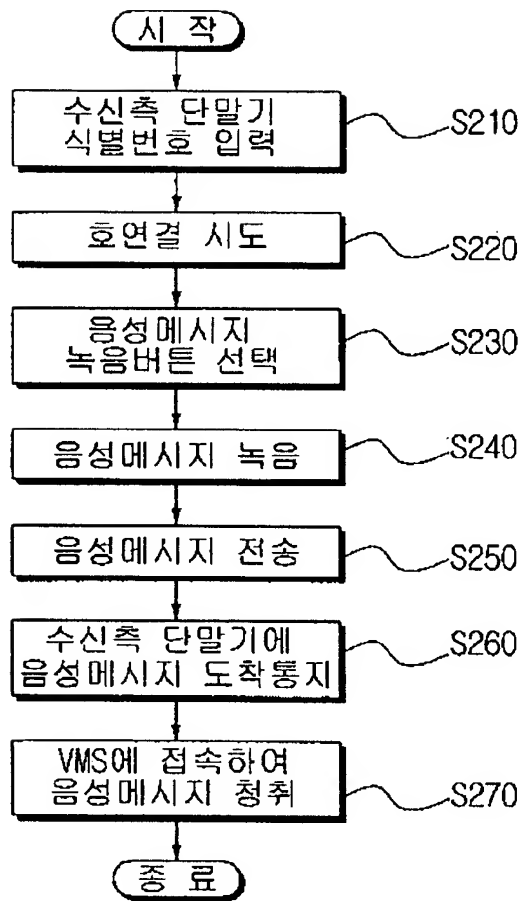 시 작
수신측 단말기
식별번호 입력
S210
호연결 시도
S220
음성메시지
녹음버튼 선택
S230
음성메시지 녹음
S240
음성메시지 전송
S250
수신측 단말기에
음성메시지 도착통지
S260
VMS에 접속하여
음성메시지 청취
S270
종 료